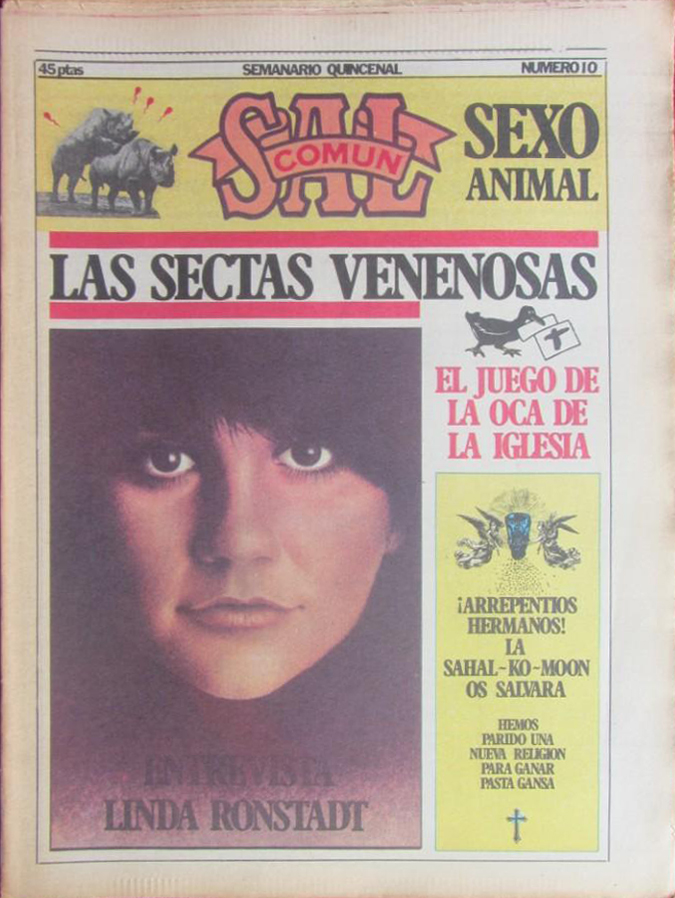 45 ptas
SEMANARIO QUINCENAL
NUMERO 10
SAL
COMUN
SEXO
ANIMAL
LAS SECTAS VENENOSAS
EL JUEGO DE
LA OCA DE
LA IGLESIA
¡ARREPENTIOS
HERMANOS!
LA
SAHAL-KO-MOON
OS SALVARA
HEMOS
PARIDO UNA
NUEVA RELIGION
PARA GANAR
PASTA GANSA
ENTREVISTA
LINDA RONSTADT